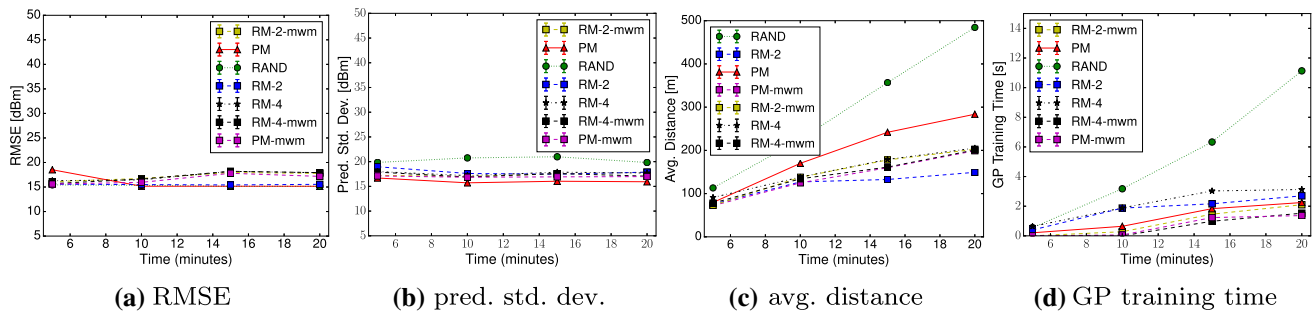 50
45
40
35
30
25
20
15
10
5
RMSE [dBm]
RM-2-mwm
PM
RAND
RM-2
RM-4
RM-4-mwm
PM-mwm
6 8 10 12 14 16 18 20
Time (minutes)
(a) RMSE
50
45
40
35
30
25
20
15
10
5
Pred. Std. Dev. [dBm]
RM-2-mwm
PM
RAND
RM-2
RM-4
RM-4-mwm
PM-mwm
6 8 10 12 14 16 18 20
Time (minutes)
(b) pred. std. dev.
500
400
300
200
100
0
Avg. Distance [m]
RAND
RM-2
PM
PM-mwm
RM-2-mwm
RM-4
RM-4-mwm
6 8 10 12 14 16 18 20
Time (minutes)
(c) avg. distance
14
12
10
8
6
4
2
0
GP Training Time [s]
RM-2-mwm
PM
RAND
RM-2
RM-4
RM-4-mwm
PM-mwm
6 8 10 12 14 16 18 20
Time (minutes)
(d) GP training time